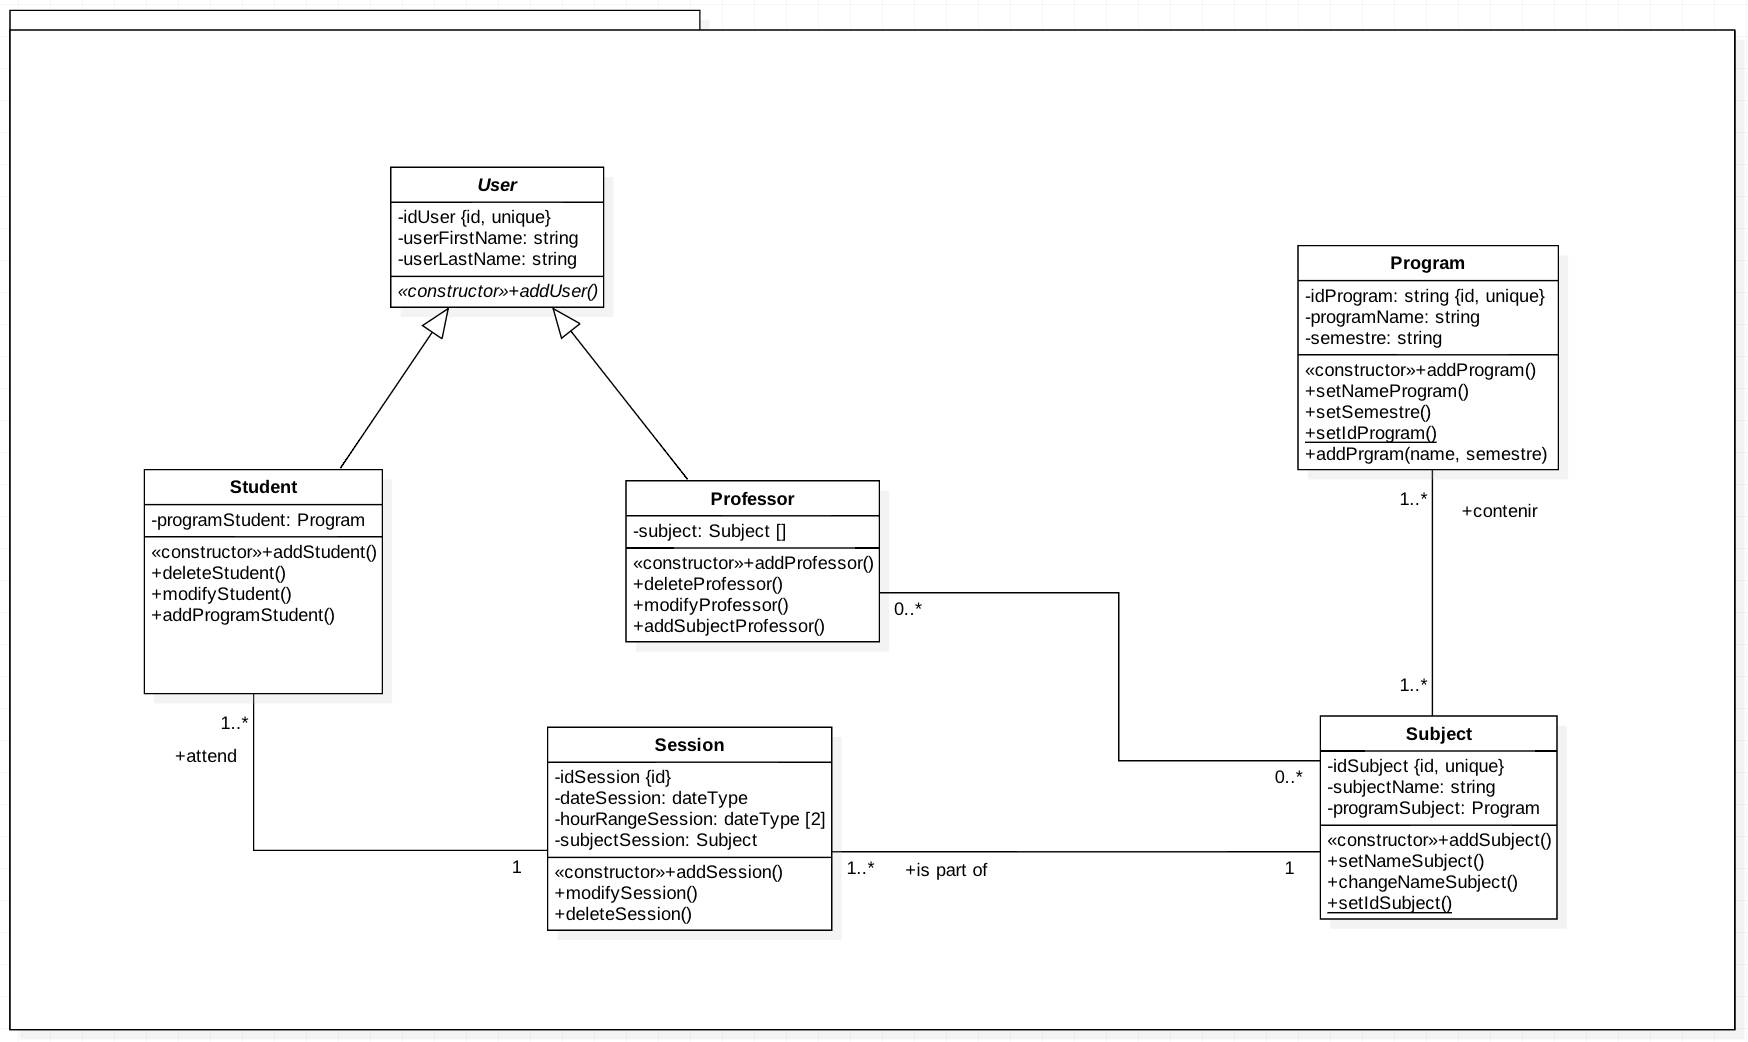 User
-idUser {id, unique}
-userFirstName: string
-userLastName: string
«constructor»+addUser()
Program
-idProgram: string {id, unique}
-programName: string
-semestre: string
«constructor»+addProgram()
+setNameProgram()
+setSemestre()
+setIdProgram()
+addPrgram(name, semestre)
Student
-programStudent: Program
«constructor»+addStudent()
+deleteStudent()
+modifyStudent()
+addProgramStudent()
Professor
-subject: Subject []
«constructor»+addProfessor()
+deleteProfessor()
+modifyProfessor()
+addSubjectProfessor()
1..*
+contenir
0..*
1..*
1..*
+attend
Session
-idSession {id}
-dateSession: dateType
-hourRangeSession: dateType [2]
-subjectSession: Subject
«constructor»+addSession()
+modifySession()
+deleteSession()
Subject
-idSubject {id, unique}
-subjectName: string
-programSubject: Program
«constructor»+addSubject()
+setNameSubject()
+changeNameSubject()
+setIdSubject()
0..*
1
1..*
+is part of
1